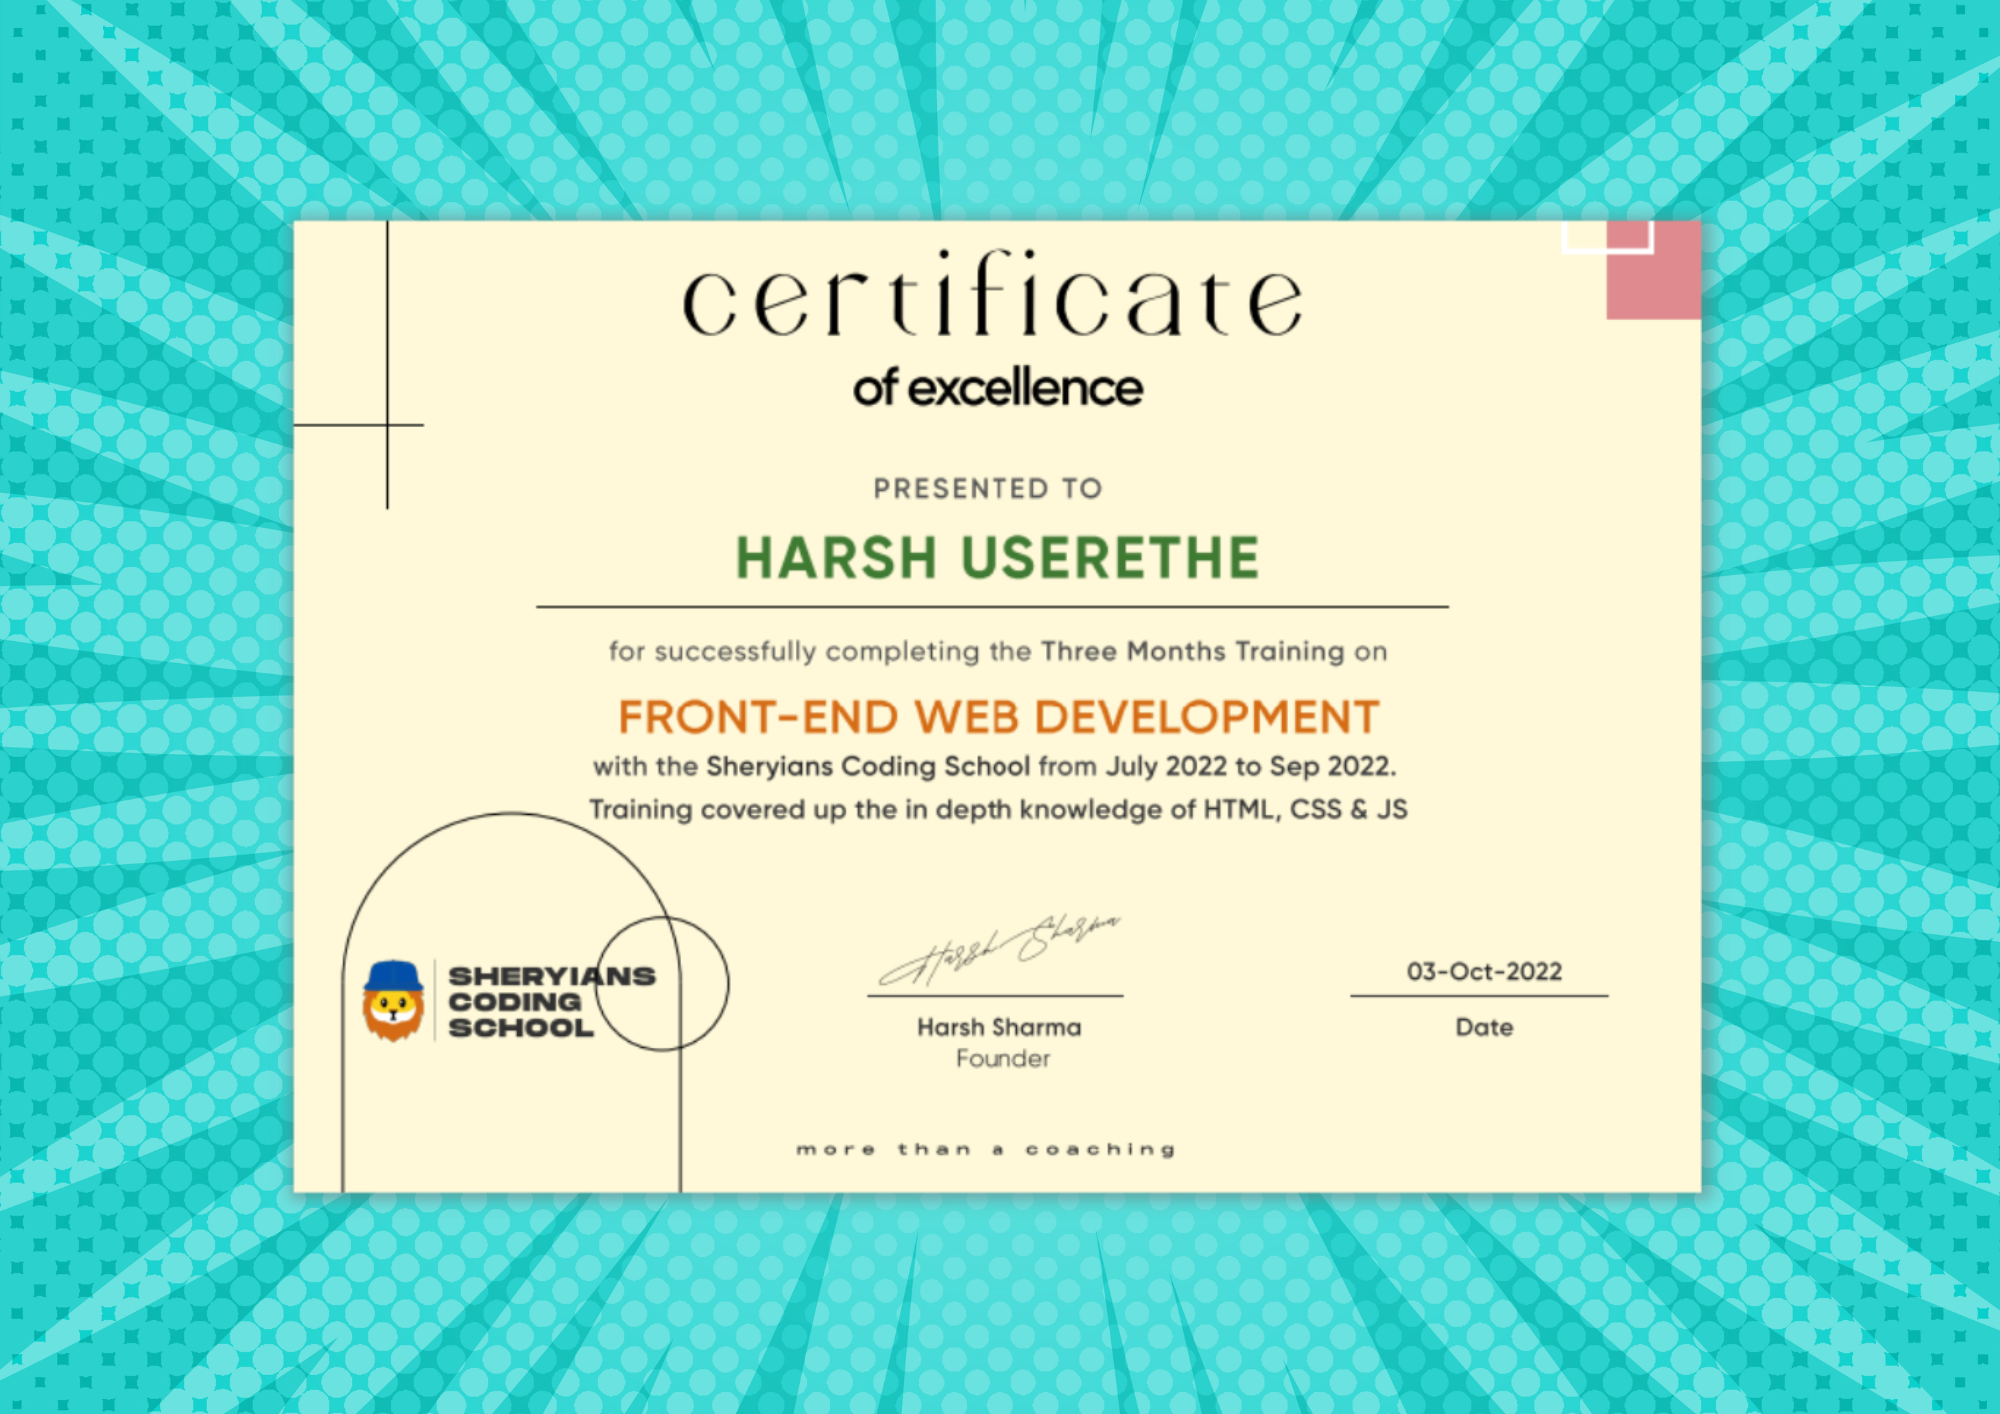 certificate
of excellence
PRESENTED TO
HARSH USERETHE
for successfully completing the Three Months Training on
FRONT-END WEB DEVELOPMENT
with the Sheryians Coding School from July 2022 to Sep 2022.
Training covered up the in depth knowledge of HTML, CSS & JS
SHERYIANS
CODING
SCHOOL
Harsh Sharma
Harsh Sharma
Founder
03-Oct-2022
Date
more than a coaching